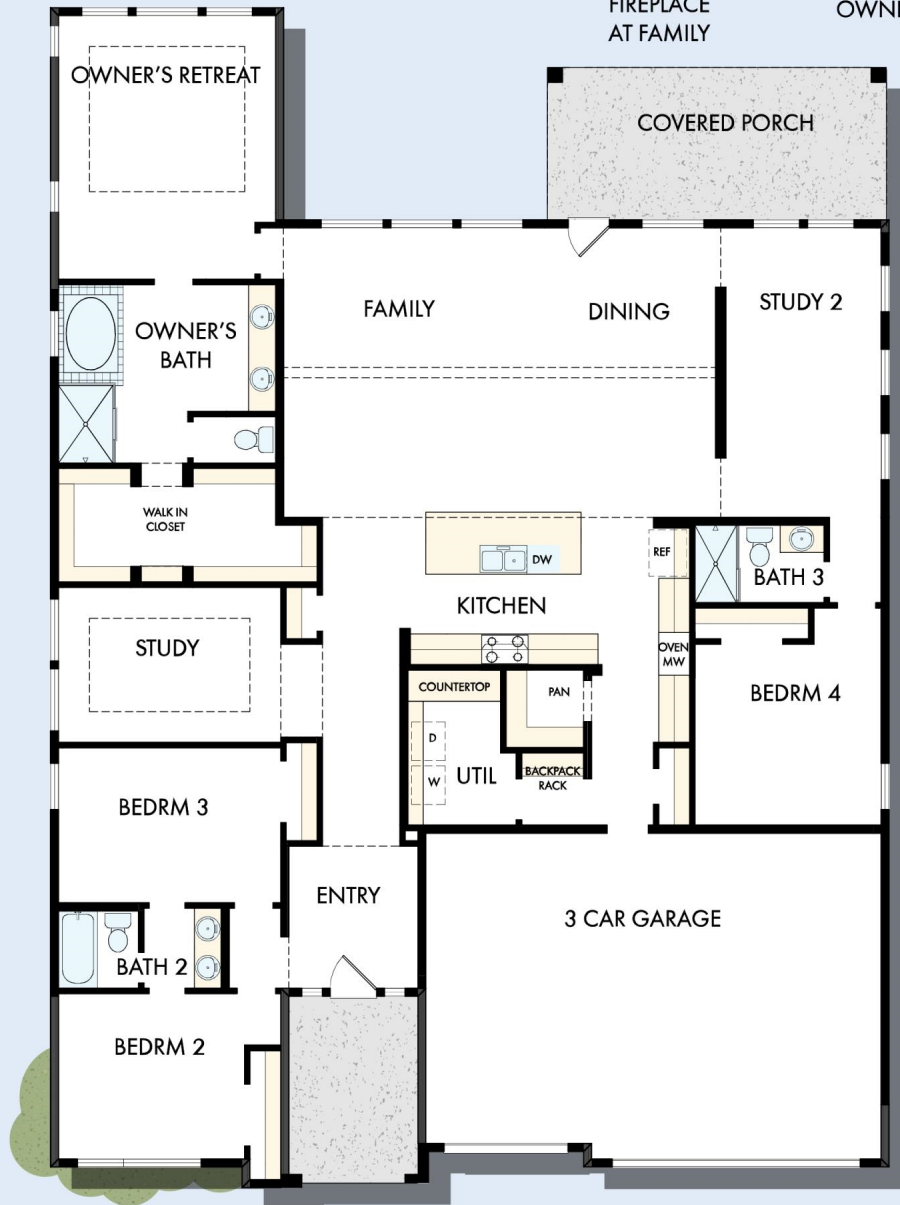 FIREPLACE
AT FAMILY
OWNER'S RETREAT
COVERED PORCH
FAMILY
DINING
STUDY 2
OWNER'S
BATH
WALK IN
CLOSET
REF
DW
BATH 3
KITCHEN
STUDY
OVEN
MW
COUNTERTOP
PAN
BEDRM 4
D
W
UTIL
BACKPACK
RACK
BEDRM 3
ENTRY
3 CAR GARAGE
BATH 2
BEDRM 2